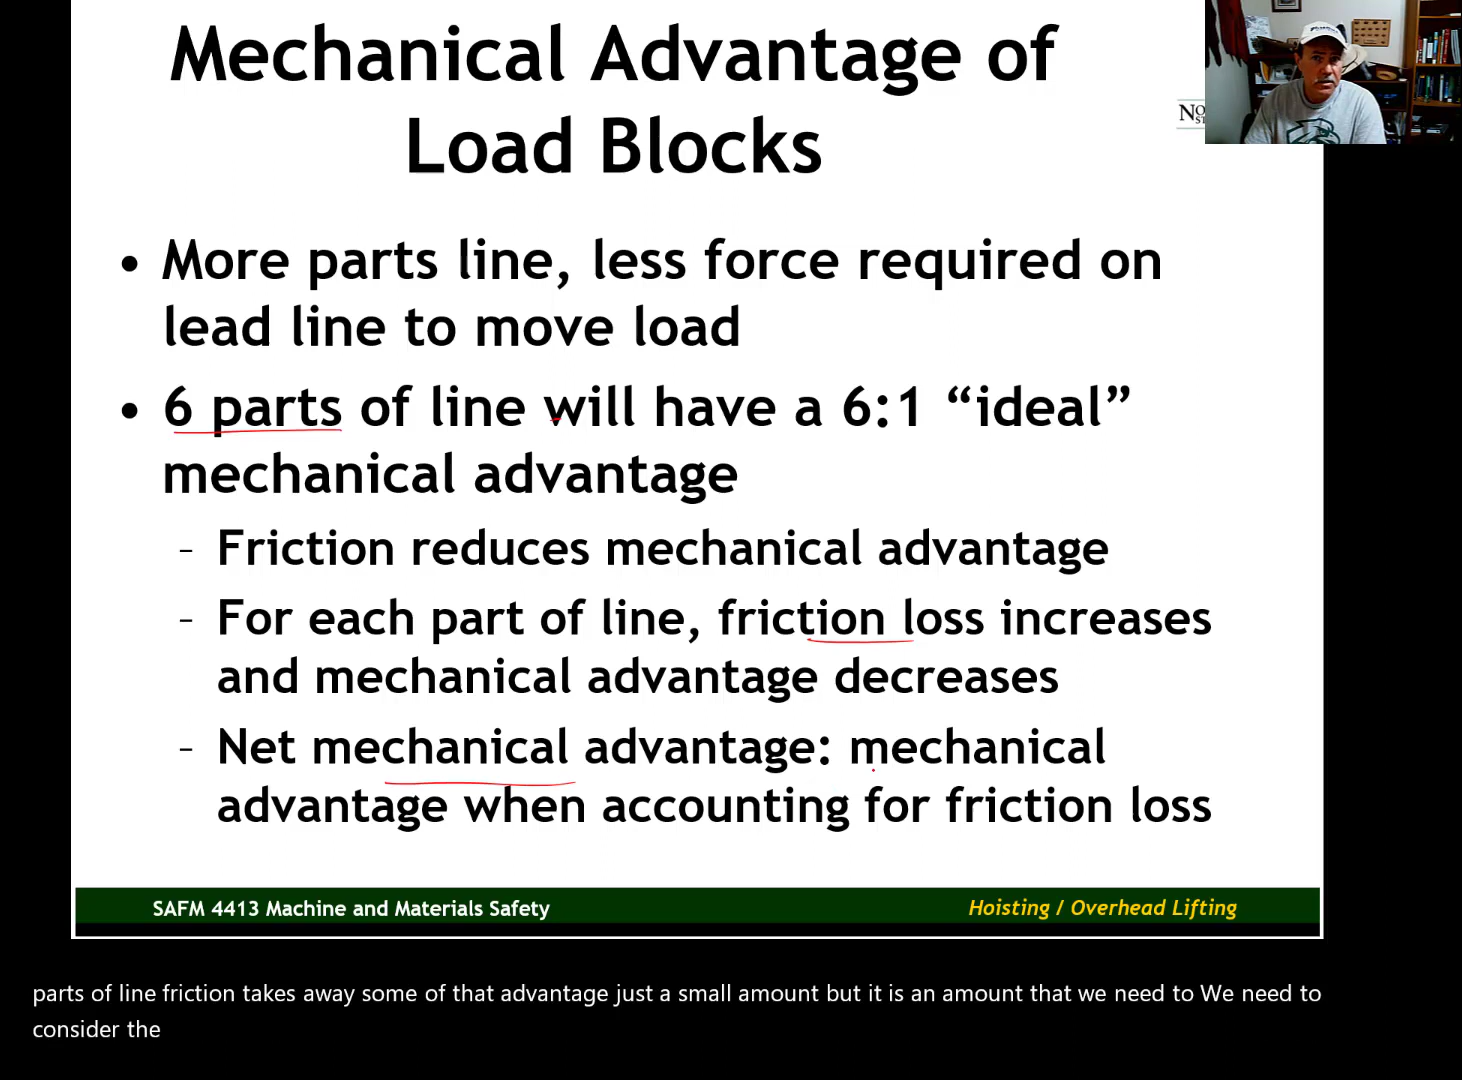 Mechanical Advantage of
Load Blocks
• More parts line, less force required on
lead line to move load
• 6 parts of line will have a 6:1 “ideal”
mechanical advantage
– Friction reduces mechanical advantage
– For each part of line, friction loss increases
and mechanical advantage decreases
– Net mechanical advantage: mechanical
advantage when accounting for friction loss
SAFM 4413 Machine and Materials Safety
Hoisting / Overhead Lifting
parts of line friction takes away some of that advantage just a small amount but it is an amount that we need to We need to
consider the